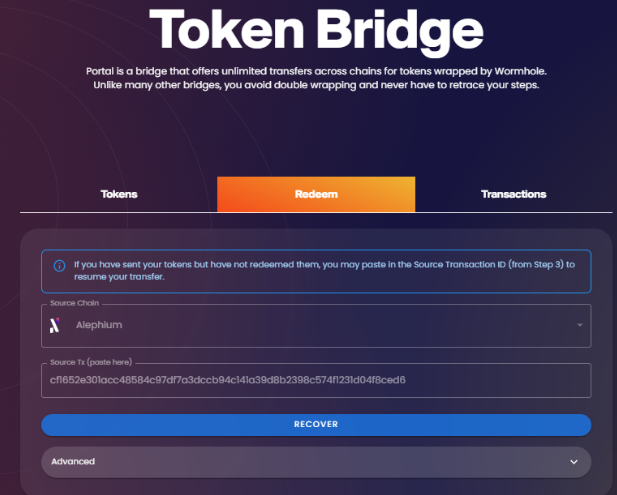 Token Bridge
Portal is a bridge that offers unlimited transfers across chains for tokens wrapped by Wormhole.
Unlike many other bridges, you avoid double wrapping and never have to retrace your steps.
Tokens
Redeem
Transactions
If you have sent your tokens but have not redeemed them, you may paste in the Source Transaction ID (from Step 3) to
resume your transfer.
Source Chain
Alephium
Source Tx (paste here)
cf1652e301acc48584c97df7a3dccb94c141a39d8b2398c574f1231d04f8ced6
RECOVER
Advanced